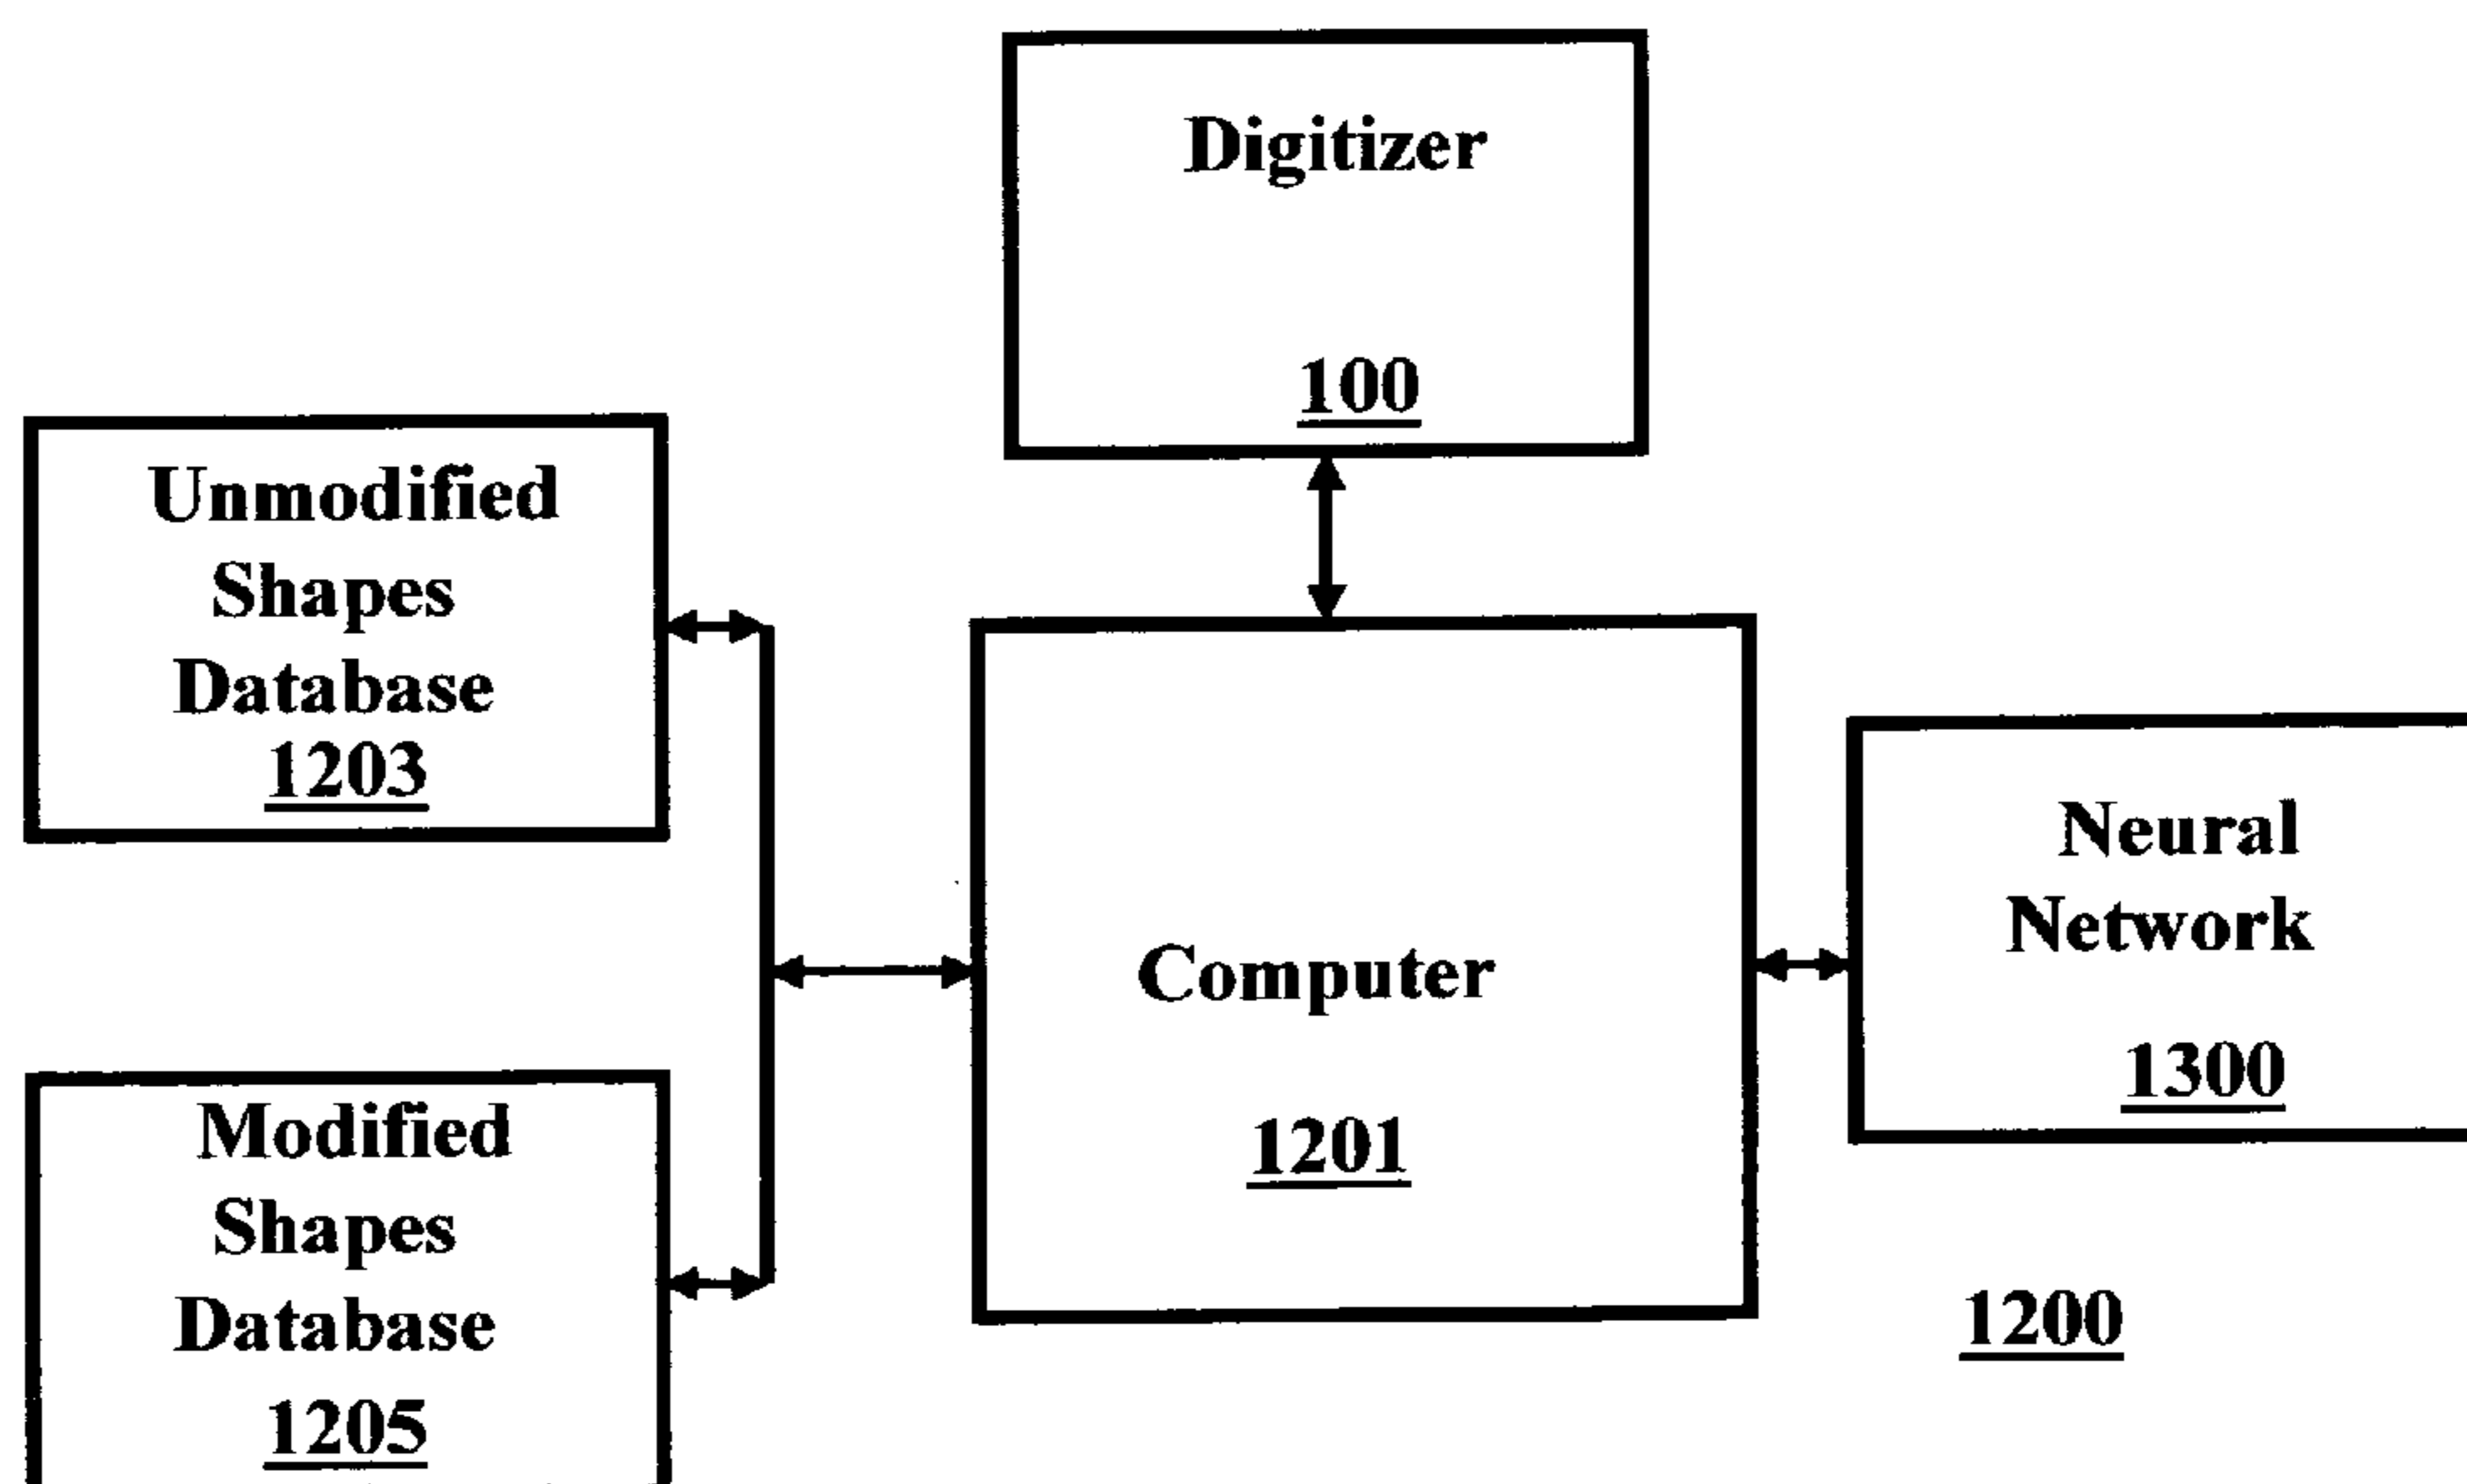 Digitizer
100
Unmodified
Shapes
Database
1203
Computer
1201
Neural
Network
1300
Modified
Shapes
Database
1205
1200